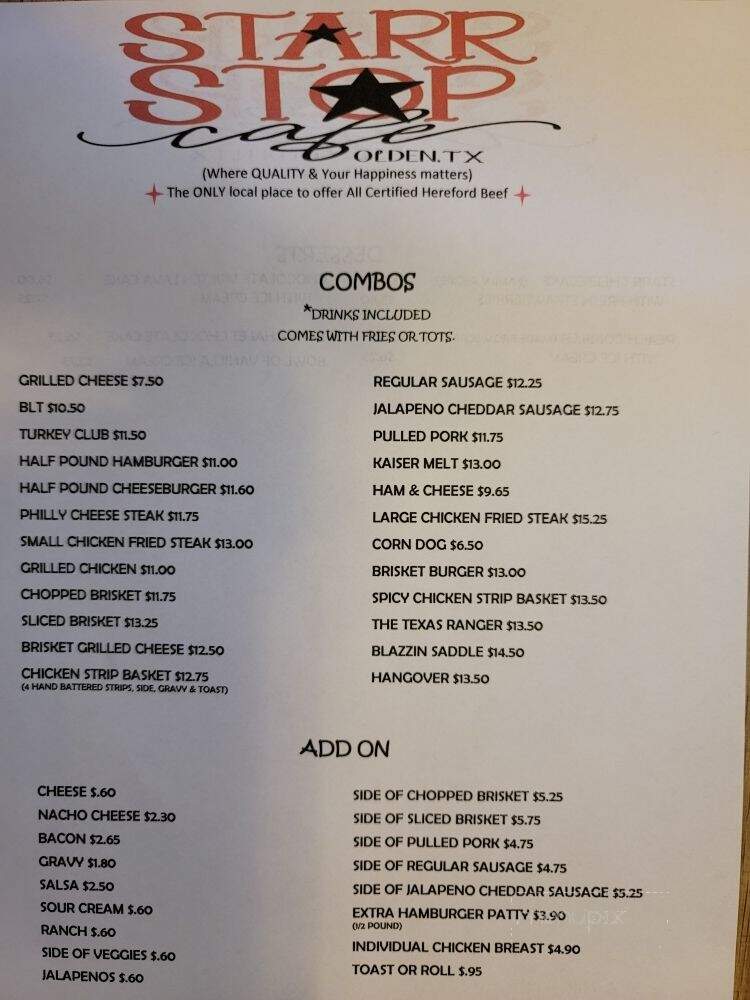 STARR
STOP
cafe
Of DEN.TX
(Where QUALITY & Your Happiness matters)
The ONLY local place to offer All Certified Hereford Beef
COMBOS
*DRINKS INCLUDED
COMES WITH FRIES OR TOTS.
GRILLED CHEESE $7.50
BLT $10.50
TURKEY CLUB $11.50
HALF POUND HAMBURGER $11.00
HALF POUND CHEESEBURGER $11.60
PHILLY CHEESE STEAK $11.75
SMALL CHICKEN FRIED STEAK $13.00
GRILLED CHICKEN $11.00
CHOPPED BRISKET $11.75
SLICED BRISKET $13.25
BRISKET GRILLED CHEESE $12.50
CHICKEN STRIP BASKET $12.75
(4 HAND BATTERED STRIPS, SIDE, GRAVY & TOAST)
REGULAR SAUSAGE $12.25
JALAPENO CHEDDAR SAUSAGE $12.75
PULLED PORK $11.75
KAISER MELT $13.00
HAM & CHEESE $9.65
LARGE CHICKEN FRIED STEAK $15.25
CORN DOG $6.50
BRISKET BURGER $13.00
SPICY CHICKEN STRIP BASKET $13.50
THE TEXAS RANGER $13.50
BLAZZIN SADDLE $14.50
HANGOVER $13.50
ADD ON
CHEESE $.60
NACHO CHEESE $2.30
BACON $2.65
GRAVY $1.80
SALSA $2.50
SOUR CREAM $.60
RANCH $.60
SIDE OF VEGGIES $.60
JALAPENOS $.60
SIDE OF CHOPPED BRISKET $5.25
SIDE OF SLICED BRISKET $5.75
SIDE OF PULLED PORK $4.75
SIDE OF REGULAR SAUSAGE $4.75
SIDE OF JALAPENO CHEDDAR SAUSAGE $5.25
EXTRA HAMBURGER PATTY $3.90
(1/2 POUND)
INDIVIDUAL CHICKEN BREAST $4.90
TOAST OR ROLL $.95